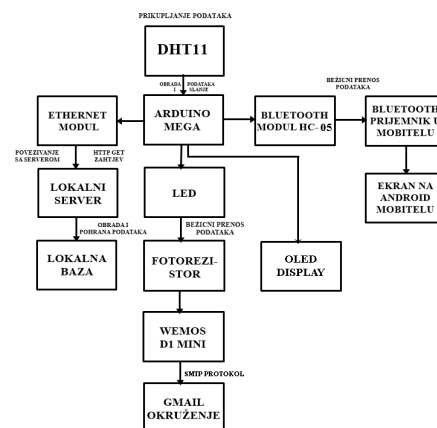 PRIKUPLJANJE PODATAKA
DHT11
OBRADA PODATAKA
I SLANJE
BEŽICNI PRENOS
PODATAKA
ETHERNET
MODUL
ARDUINO
MEGA
BLUETOOTH
MODUL HC-05
BLUETOOTH
PRIJEMNIK U
MOBITELU
POVEZIVANJE
SA SERVEROM
HTTP GET
ZAHTJEV
LOKALNI
SERVER
LED
EKRAN NA
ANDROID
MOBITELU
OBRADA I
POHRANA PODATAKA
BEŽICNI PRENOS
PODATAKA
LOKALNA
BAZA
FOTOREZI-
STOR
OLED
DISPLAY
WEMOS
D1 MINI
SMTP PROTOKOL
GMAIL
OKRUŽENJE